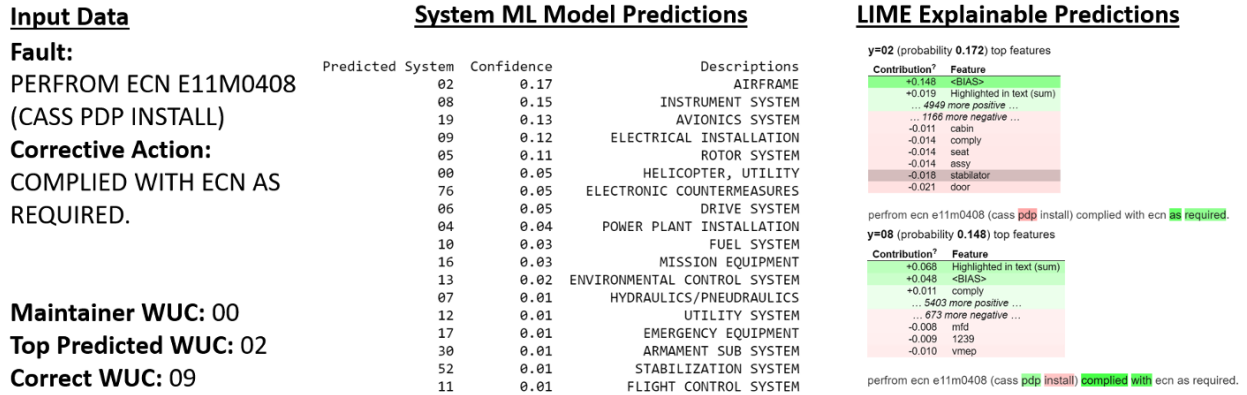 Input Data
Fault:
PERFROM ECN E11M0408
(CASS PDP INSTALL)
Corrective Action:
COMPLIED WITH ECN AS
REQUIRED.
Maintainer WUC: 00
Top Predicted WUC: 02
Correct WUC: 09
System ML Model Predictions
Predicted System Confidence Descriptions
02 0.17 AIRFRAME
08 0.15 INSTRUMENT SYSTEM
19 0.13 AVIONICS SYSTEM
09 0.12 ELECTRICAL INSTALLATION
05 0.11 ROTOR SYSTEM
00 0.05 HELICOPTER, UTILITY
76 0.05 ELECTRONIC COUNTERMEASURES
06 0.05 DRIVE SYSTEM
04 0.04 POWER PLANT INSTALLATION
10 0.03 FUEL SYSTEM
16 0.03 MISSION EQUIPMENT
13 0.02 ENVIRONMENTAL CONTROL SYSTEM
07 0.01 HYDRAULICS/PNEUDRAULICS
12 0.01 UTILITY SYSTEM
17 0.01 EMERGENCY EQUIPMENT
30 0.01 ARMAMENT SUB SYSTEM
52 0.01 STABILIZATION SYSTEM
11 0.01 FLIGHT CONTROL SYSTEM
LIME Explainable Predictions
y=02 (probability 0.172) top features
Contribution? Feature
+0.148 <BIAS>
+0.019 Highlighted in text (sum)
… 4949 more positive …
… 1166 more negative …
-0.011 cabin
-0.014 comply
-0.014 seat
-0.014 assy
-0.018 stabilator
-0.021 door
perfrom ecn e11m0408 (cass pdp install) complied with ecn as required.
y=08 (probability 0.148) top features
Contribution? Feature
+0.068 Highlighted in text (sum)
+0.048 <BIAS>
+0.011 comply
… 5403 more positive …
… 673 more negative …
-0.008 mfd
-0.009 1239
-0.010 vmep
perfrom ecn e11m0408 (cass pdp install) complied with ecn as required.